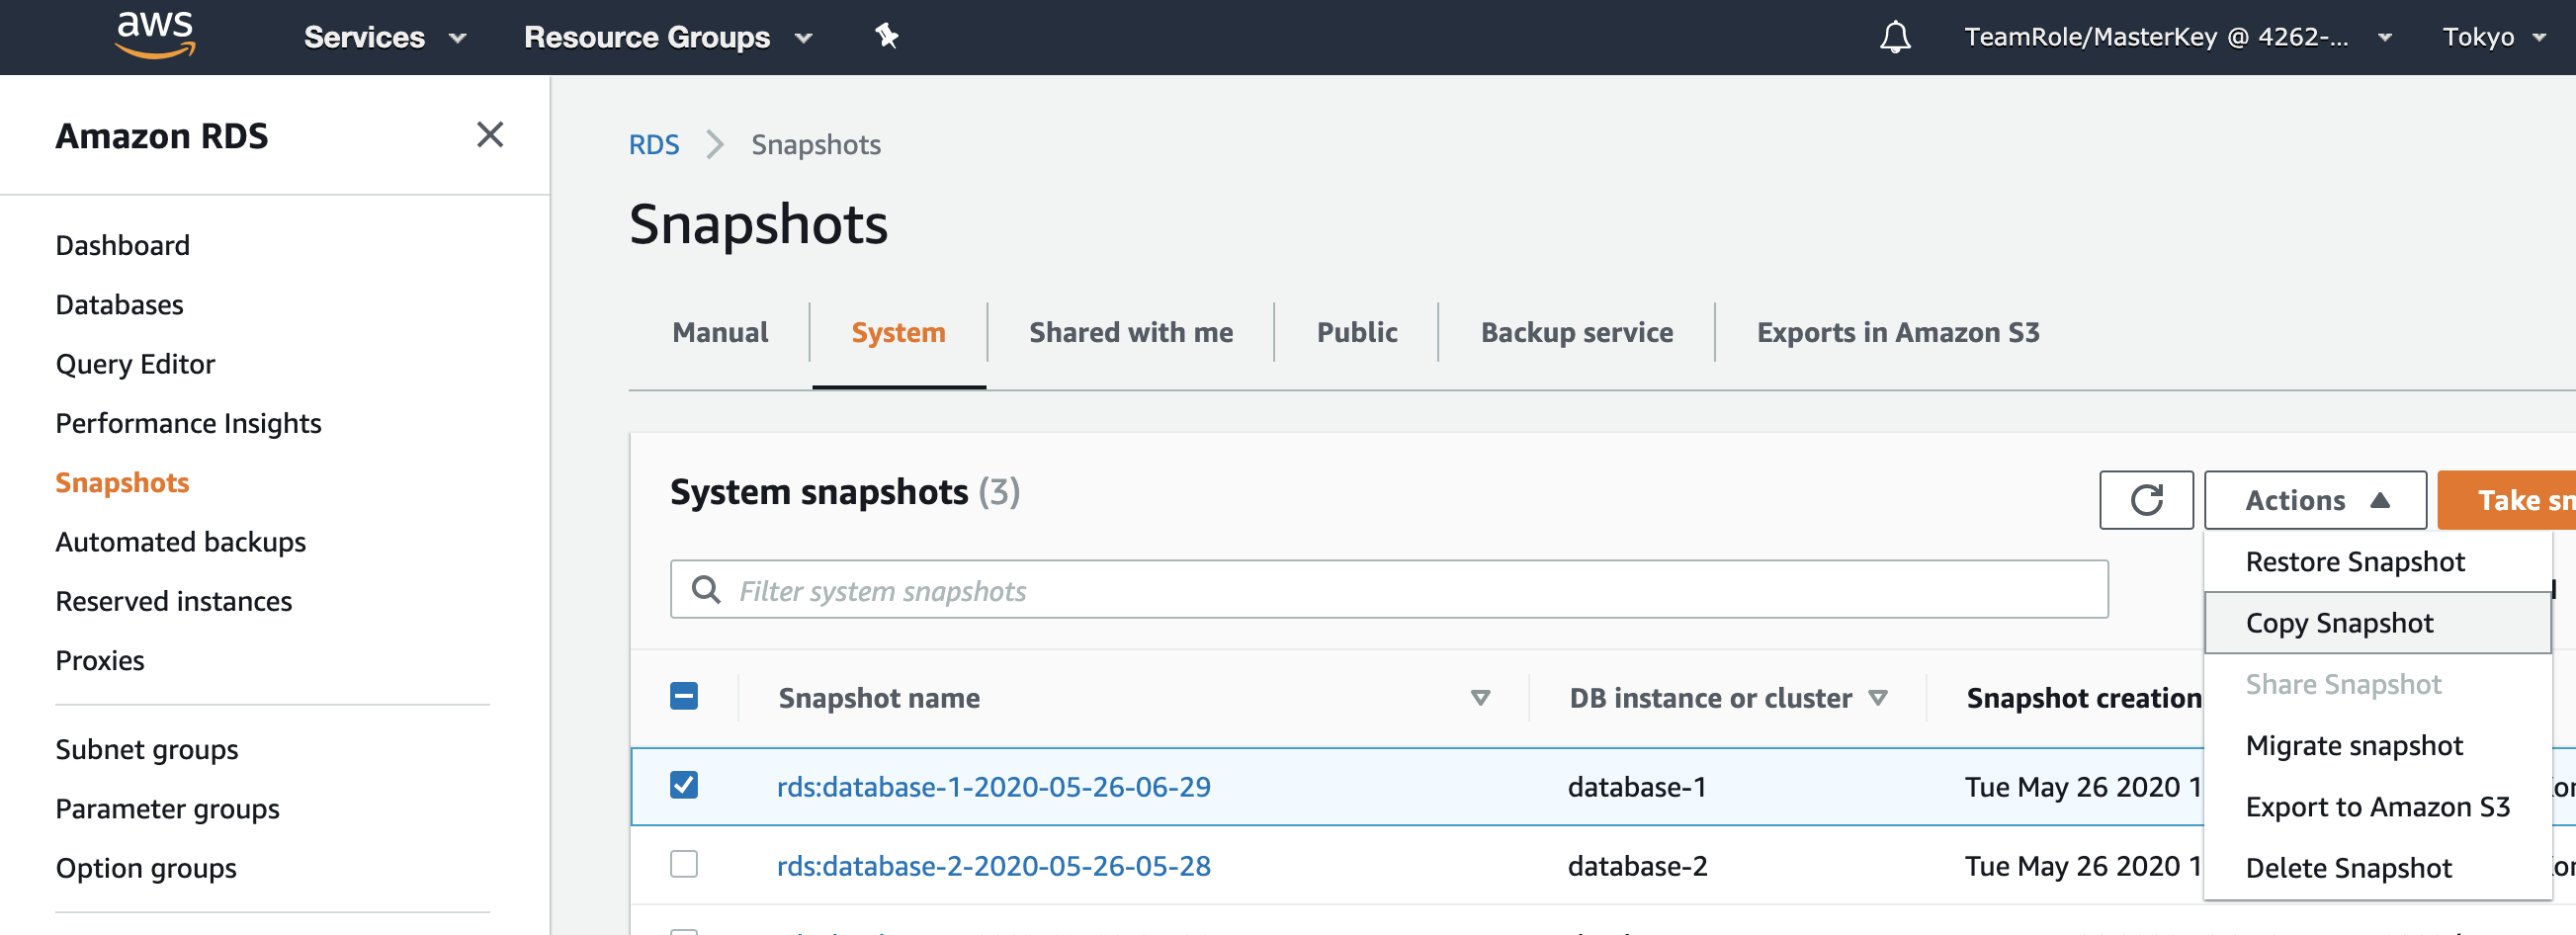 aws
Services
Resource Groups
TeamRole/MasterKey @ 4262-...
Tokyo
Amazon RDS
Dashboard
Databases
Query Editor
Performance Insights
Snapshots
Automated backups
Reserved instances
Proxies
Subnet groups
Parameter groups
Option groups
RDS
Snapshots
Snapshots
Manual
System
Shared with me
Public
Backup service
Exports in Amazon S3
System snapshots (3)
Actions
Take sn
Filter system snapshots
Restore Snapshot
Copy Snapshot
Share Snapshot
Migrate snapshot
Export to Amazon S3
Delete Snapshot
Snapshot name
DB instance or cluster
Snapshot creation
rds:database-1-2020-05-26-06-29
database-1
Tue May 26 2020 1
rds:database-2-2020-05-26-05-28
database-2
Tue May 26 2020 1